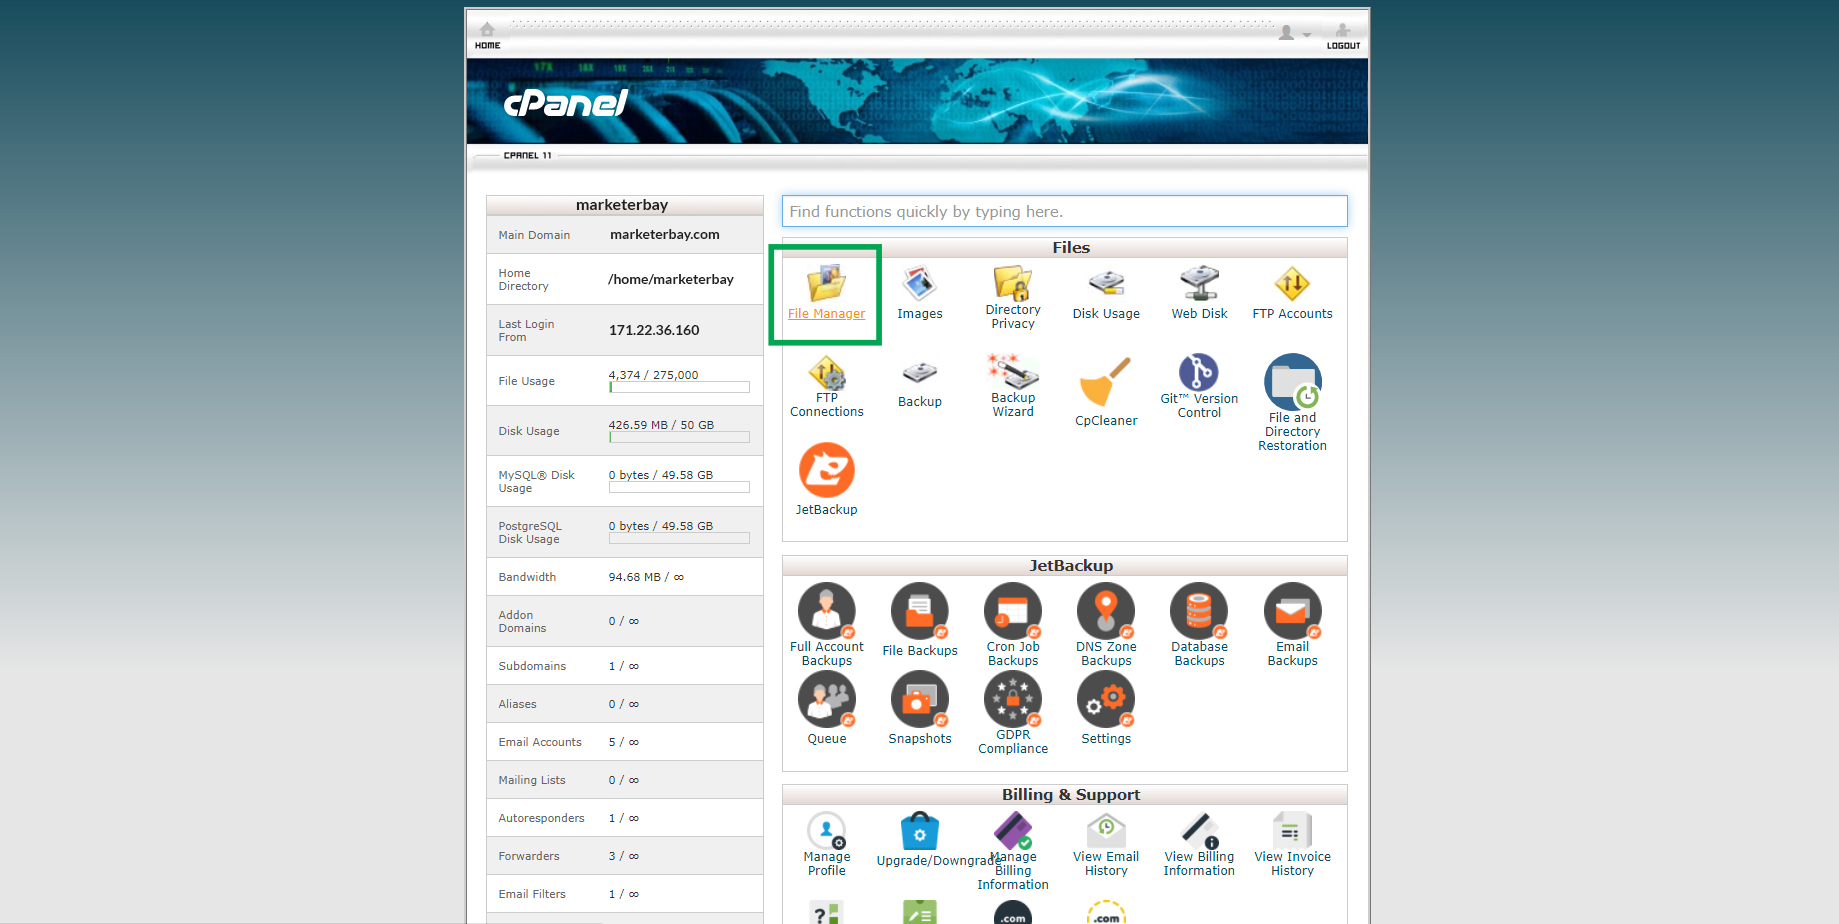 HOME
LOGOUT
cPanel
CPANEL 11
marketerbay
Main Domain
marketerbay.com
Home
Directory
/home/marketerbay
Last Login
From
171.22.36.160
File Usage
4,374 / 275,000
Disk Usage
426.59 MB / 50 GB
MySQL® Disk
Usage
0 bytes / 49.58 GB
PostgreSQL
Disk Usage
0 bytes / 49.58 GB
Bandwidth
94.68 MB / ∞
Addon
Domains
0 / ∞
Subdomains
1 / ∞
Aliases
0 / ∞
Email Accounts
5 / ∞
Mailing Lists
0 / ∞
Autoresponders
1 / ∞
Forwarders
3 / ∞
Email Filters
1 / ∞
Find functions quickly by typing here.
Files
File Manager
Images
Directory
Privacy
Disk Usage
Web Disk
FTP Accounts
FTP
Connections
Backup
Backup
Wizard
CpCleaner
Git™ Version
Control
File and
Directory
Restoration
JetBackup
JetBackup
Full Account
Backups
File Backups
Cron Job
Backups
DNS Zone
Backups
Database
Backups
Email
Backups
Queue
Snapshots
GDPR
Compliance
Settings
Billing & Support
Manage
Profile
Upgrade/Downgrade
Manage
Billing
Information
View Email
History
View Billing
Information
View Invoice
History
?
.com
.com